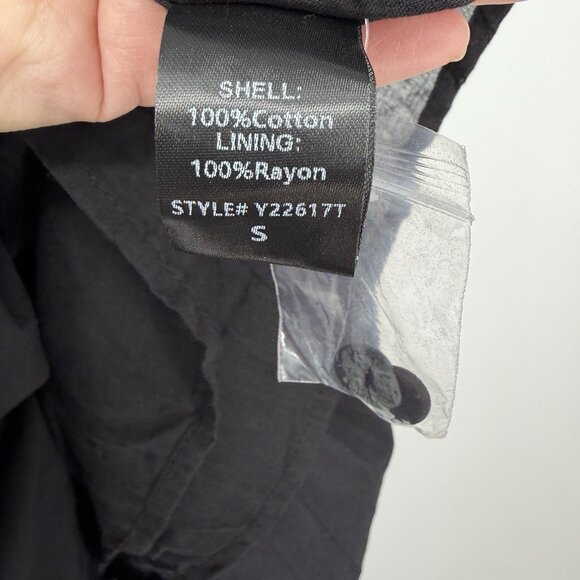 SHELL:
100%Cotton
LINING:
100%Rayon
STYLE# Y22617T
S